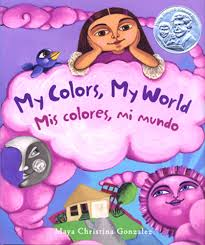 My Colors, My World
Mis colores, mi mundo
Maya Christina Gonzalez